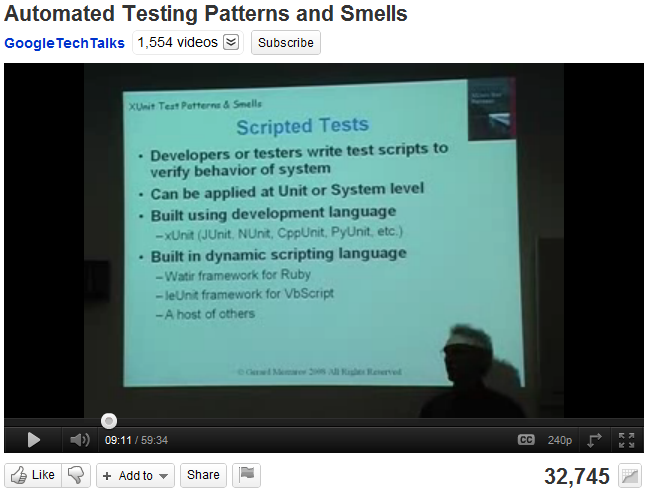 Automated Testing Patterns and Smells
GoogleTechTalks 1,554 videos Subscribe
XUnit Test Patterns & Smells
Scripted Tests
• Developers or testers write test scripts to
verify behavior of system
• Can be applied at Unit or System level
• Built using development language
–xUnit (JUnit, NUnit, CppUnit, PyUnit, etc.)
• Built in dynamic scripting language
–Watir framework for Ruby
–IeUnit framework for VbScript
–A host of others
All Rights Reserved
09:11 / 59:34 CC 240p
Like + Add to Share 32,745